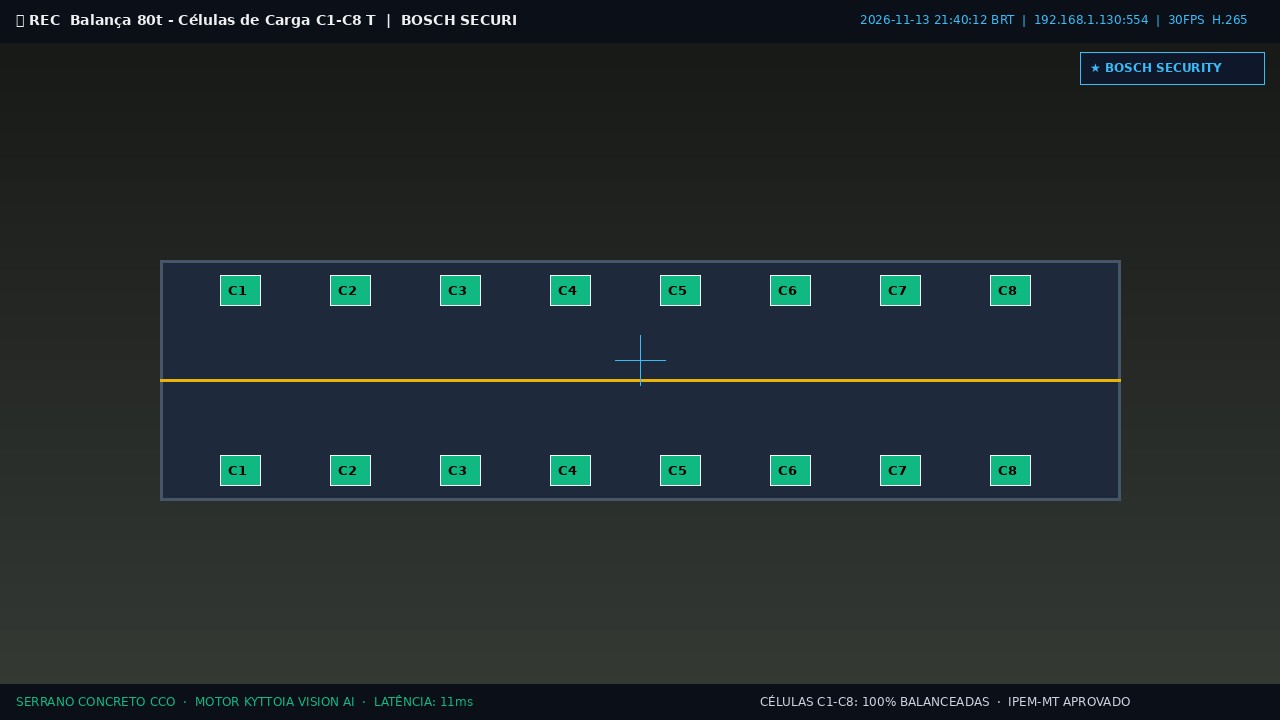 REC Balança 80t - Células de Carga C1-C8 T | BOSCH SECURI
2026-11-13 21:40:12 BRT | 192.168.1.130:554 | 30FPS H.265
★ BOSCH SECURITY
C1 C2 C3 C4 C5 C6 C7 C8
C1 C2 C3 C4 C5 C6 C7 C8
SERRANO CONCRETO CCO · MOTOR KYTTOIA VISION AI · LATÊNCIA: 11ms
CÉLULAS C1-C8: 100% BALANCEADAS · IPEM-MT APROVADO